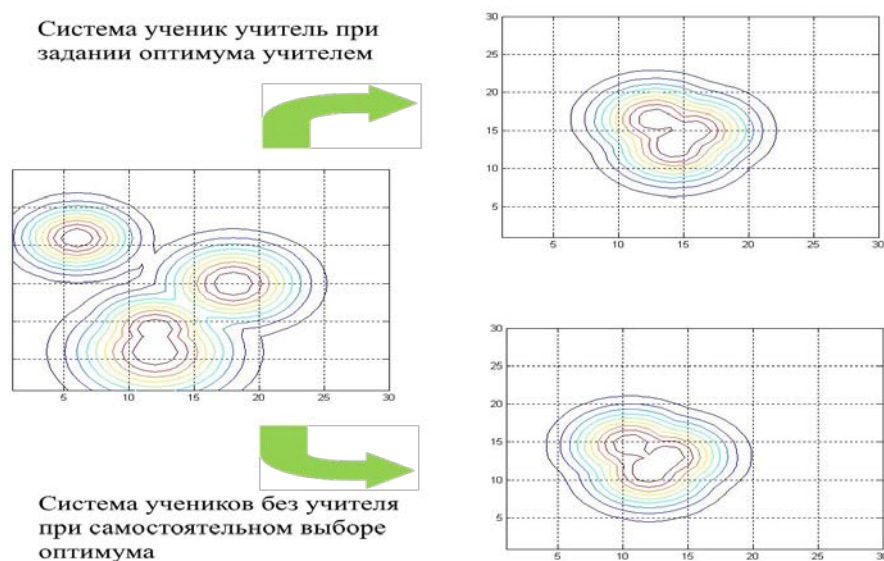 Система ученик учитель при
задании оптимума учителем
30
25
20
15
10
5
5 10 15 20 25 30
5 10 15 20 25 30
30
25
20
15
10
5
5 10 15 20 25 30
Система учеников без учителя
при самостоятельном выборе
оптимума